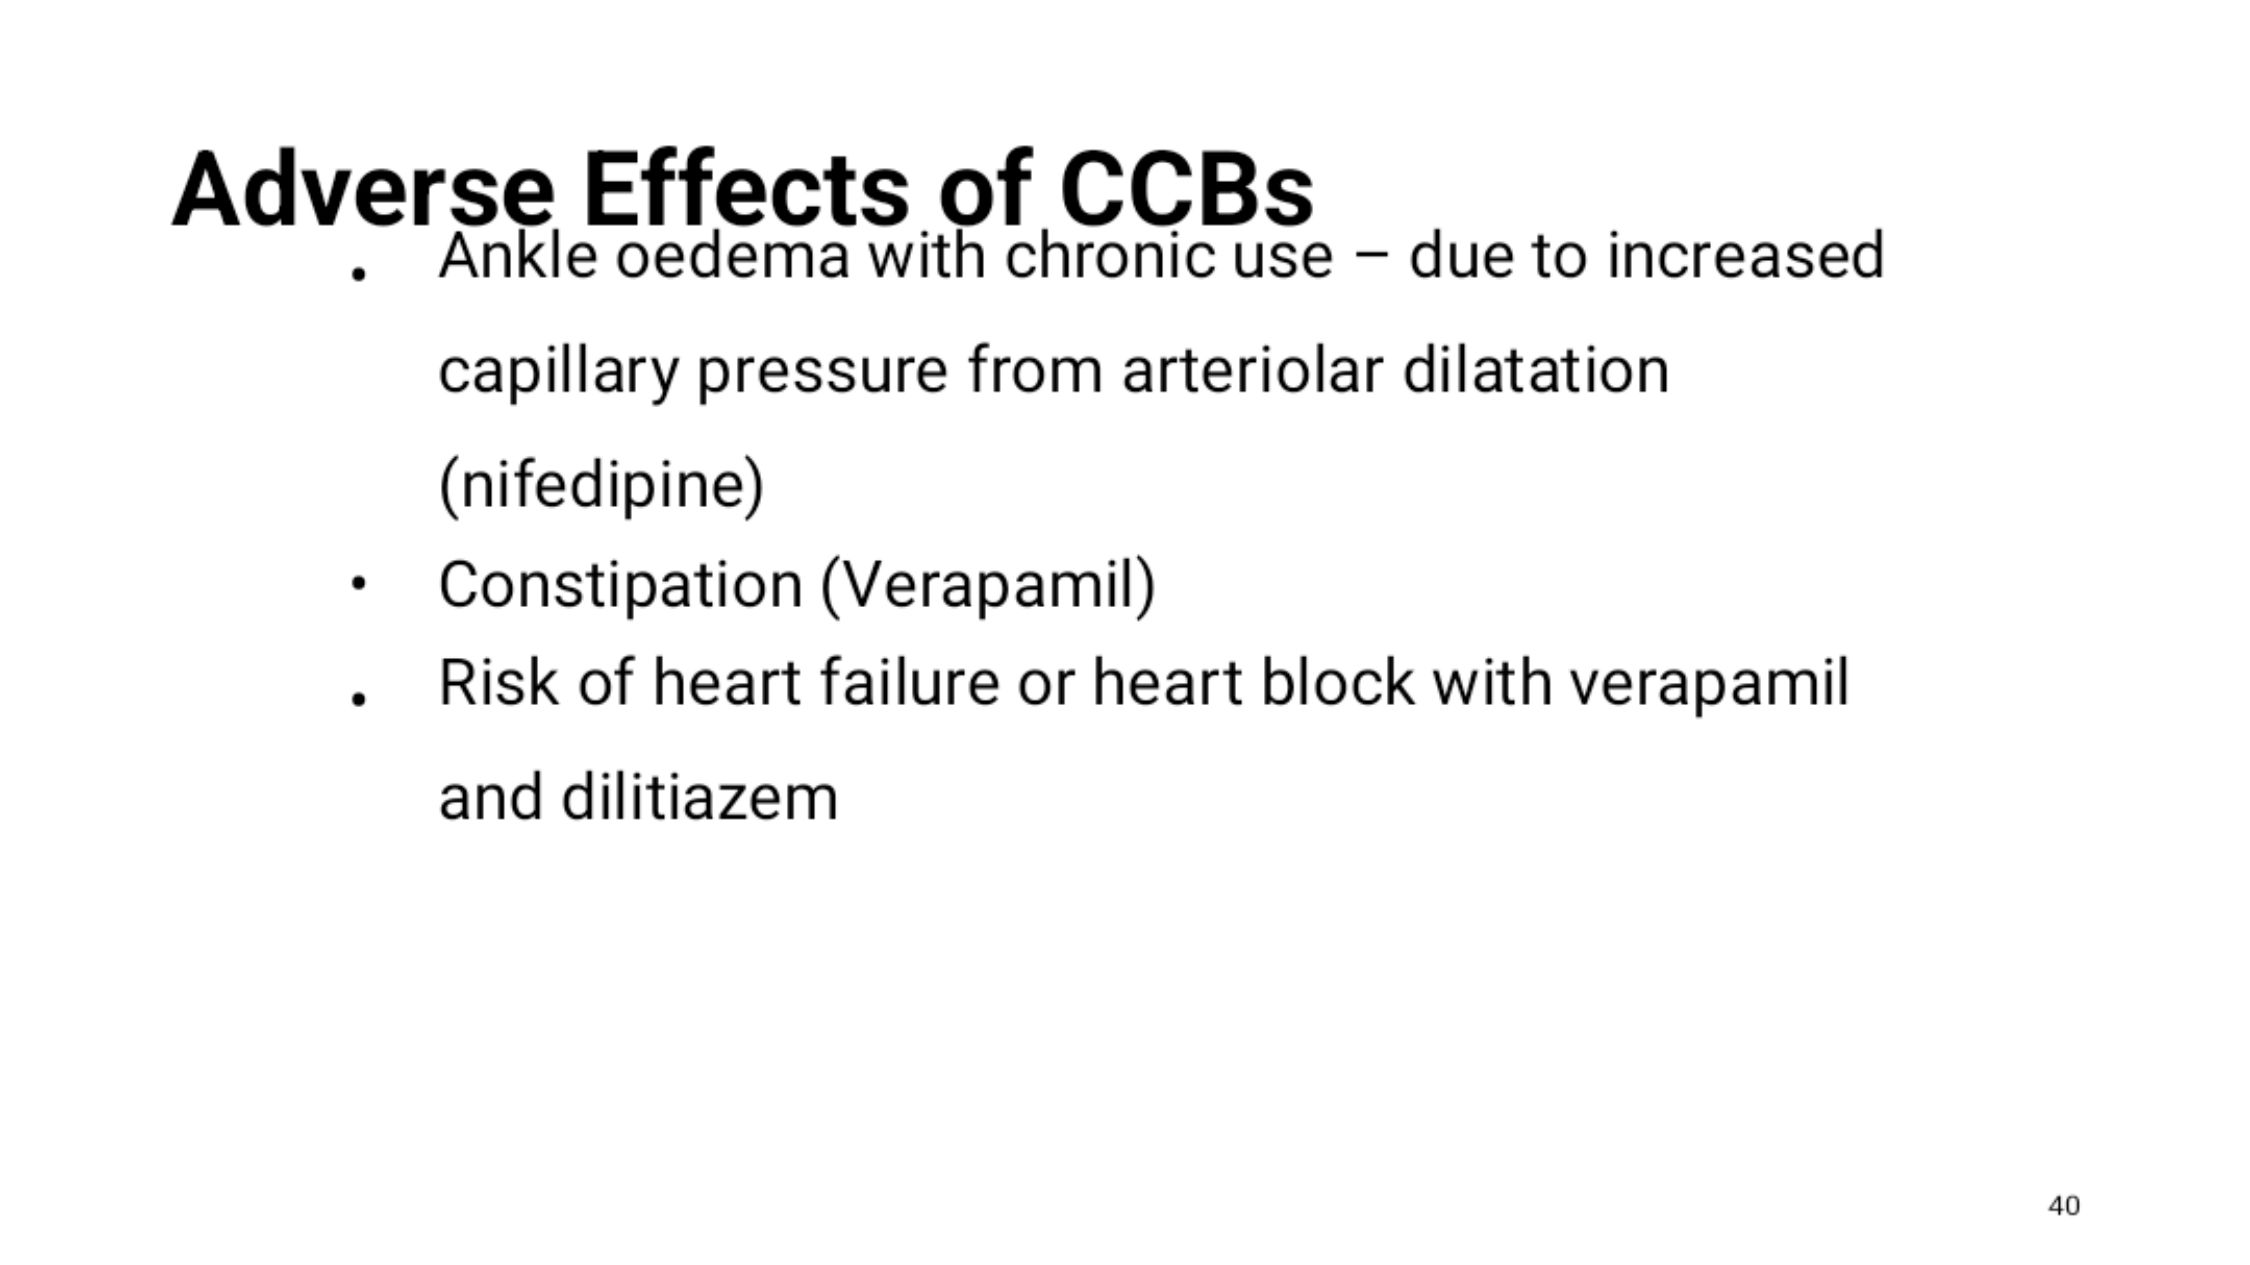 Adverse Effects of CCBs
• Ankle oedema with chronic use – due to increased
capillary pressure from arteriolar dilatation
(nifedipine)
• Constipation (Verapamil)
• Risk of heart failure or heart block with verapamil
and dilitiazem
40